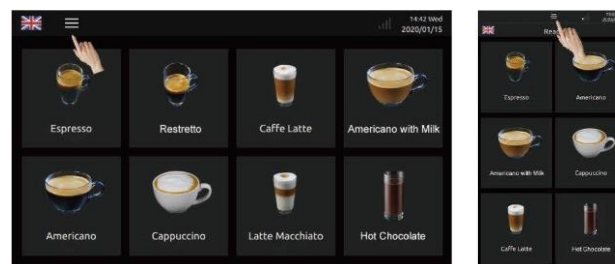 14:42 Wed
2020/01/15
Espresso
Restretto
Caffe Latte
Americano with Milk
Americano
Cappuccino
Latte Macchiato
Hot Chocolate
Espresso
Americano
Americano with Milk
Cappuccino
Caffe Latte
Hot Chocolate